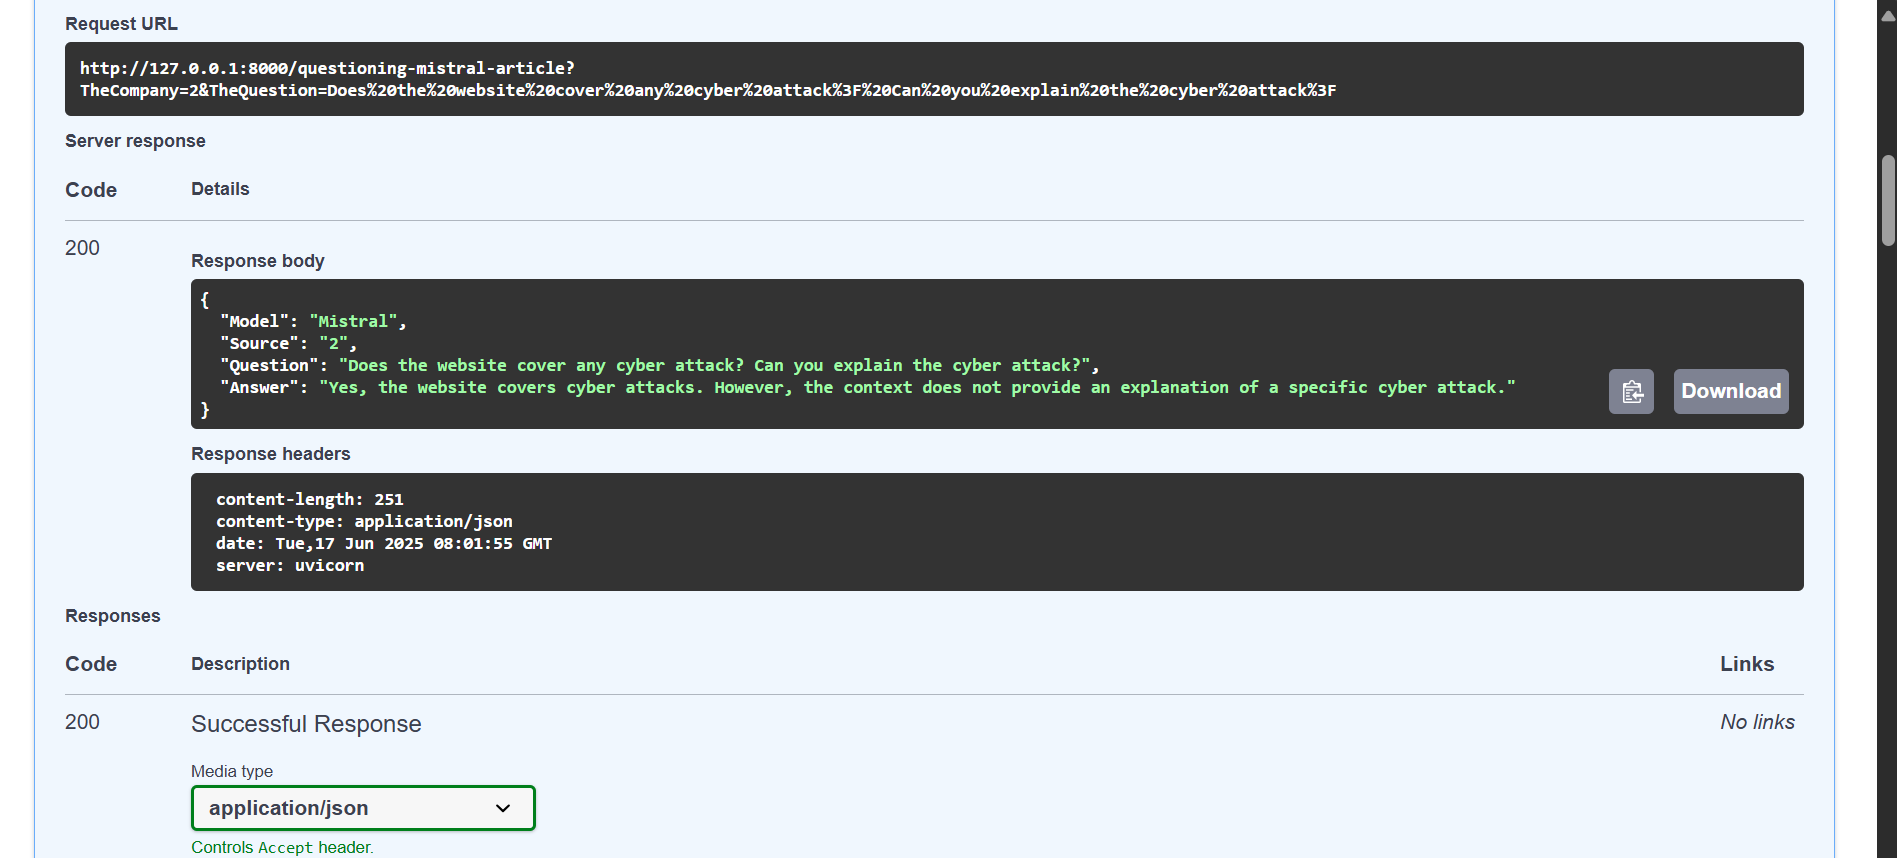 Request URL
http://127.0.0.1:8000/questioning-mistral-article?
TheCompany=2&TheQuestion=Does%20the%20website%20cover%20any%20cyber%20attack%3F%20Can%20you%20explain%20the%20cyber%20attack%3F
Server response
Code Details
200
Response body
{
"Model": "Mistral",
"Source": "2",
"Question": "Does the website cover any cyber attack? Can you explain the cyber attack?",
"Answer": "Yes, the website covers cyber attacks. However, the context does not provide an explanation of a specific cyber attack."
}
Download
Response headers
content-length: 251
content-type: application/json
date: Tue,17 Jun 2025 08:01:55 GMT
server: uvicorn
Responses
Code Description Links
200 Successful Response No links
Media type
application/json
Controls Accept header.